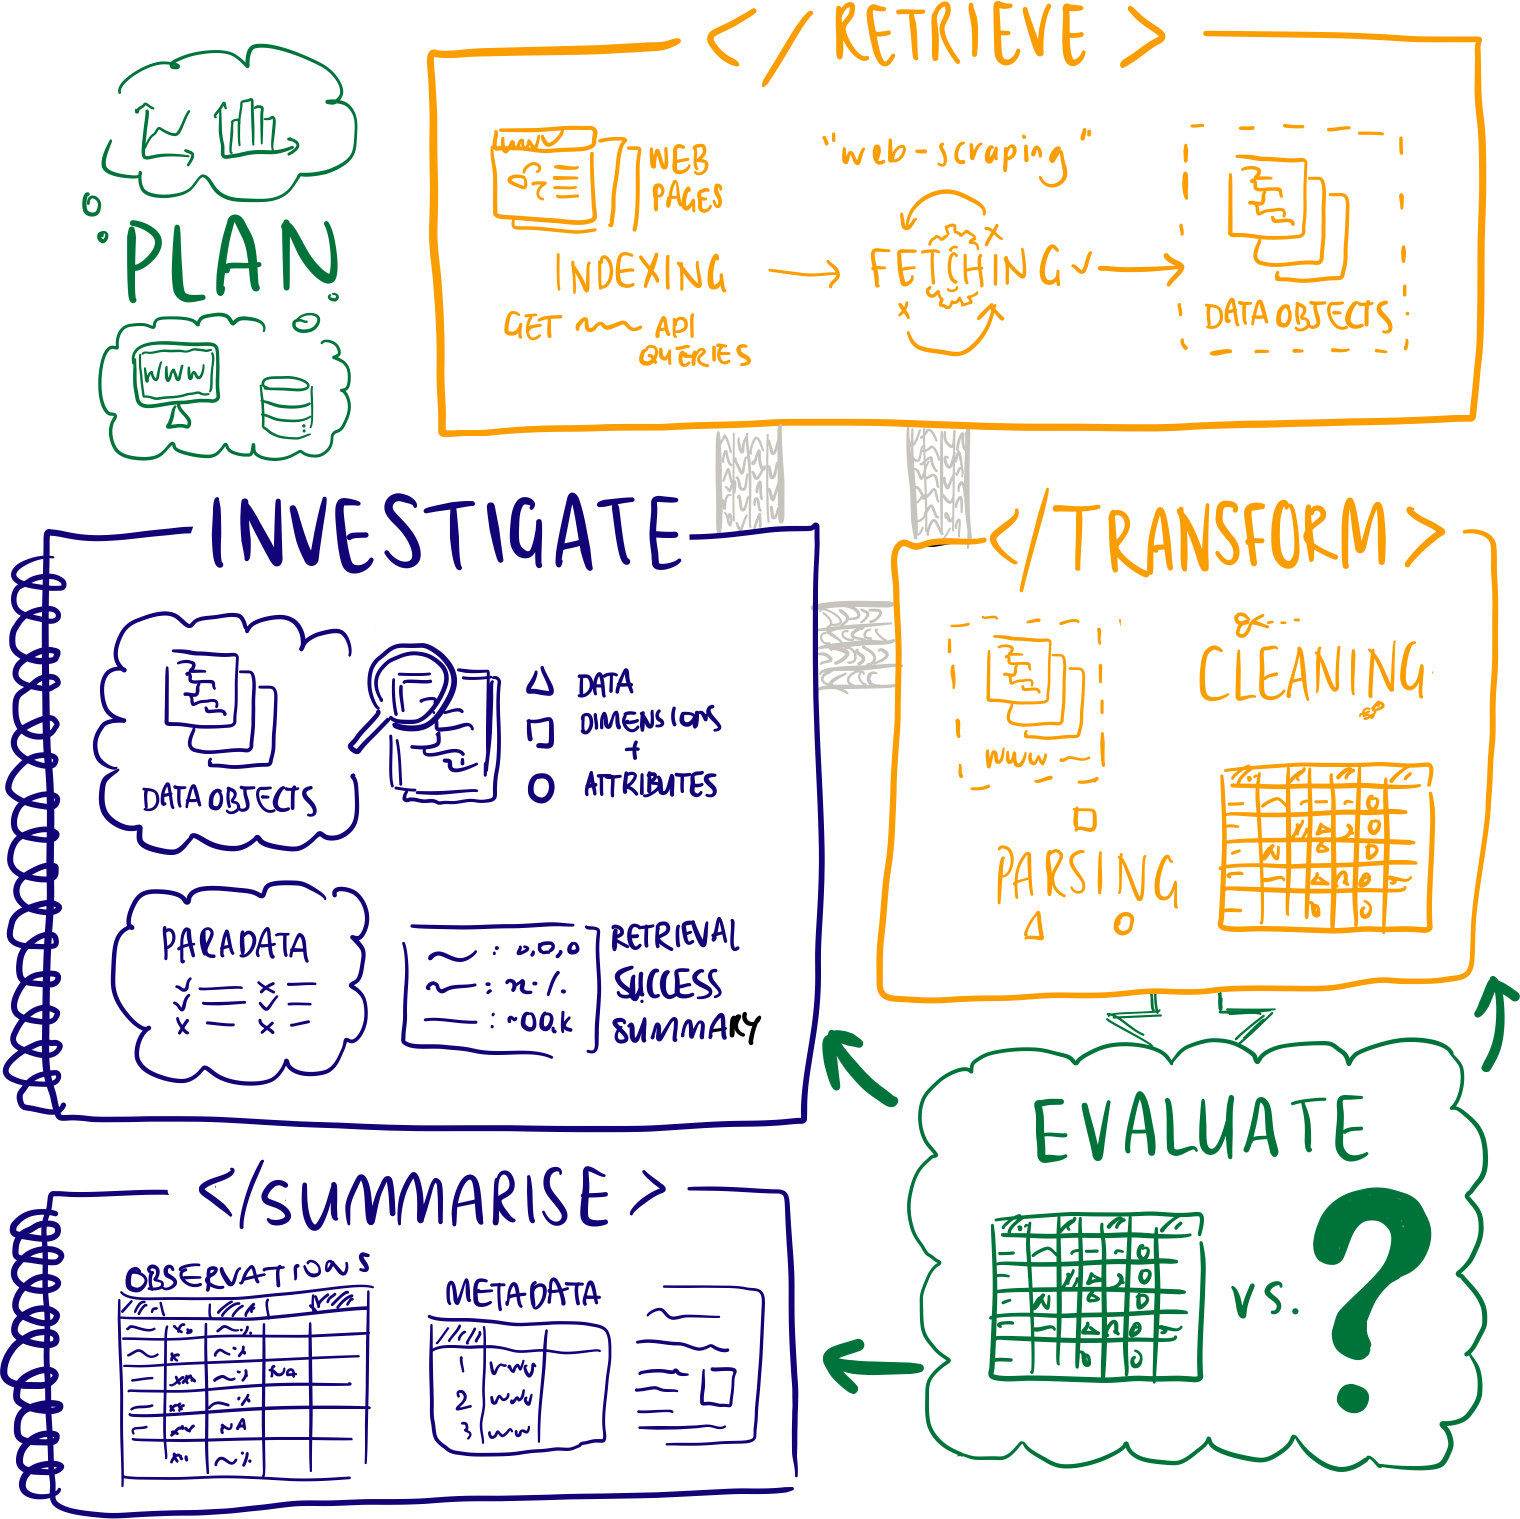 PLAN
WWW
</RETRIEVE>
WWW
WEB
PAGES
"web-scraping"
INDEXING
FETCHING
GET API
QUERIES
DATA OBJECTS
INVESTIGATE
DATA OBJECTS
DATA
DIMENSIONS
+
ATTRIBUTES
PARADATA
: 0,0,0
: n·/.
: ~00.k
RETRIEVAL
SUCCESS
SUMMARY
</TRANSFORM>
CLEANING
WWW
PARSING
EVALUATE
vs.
?
</SUMMARISE>
OBSERVATIONS
NA
NA
METADATA
1
2
3